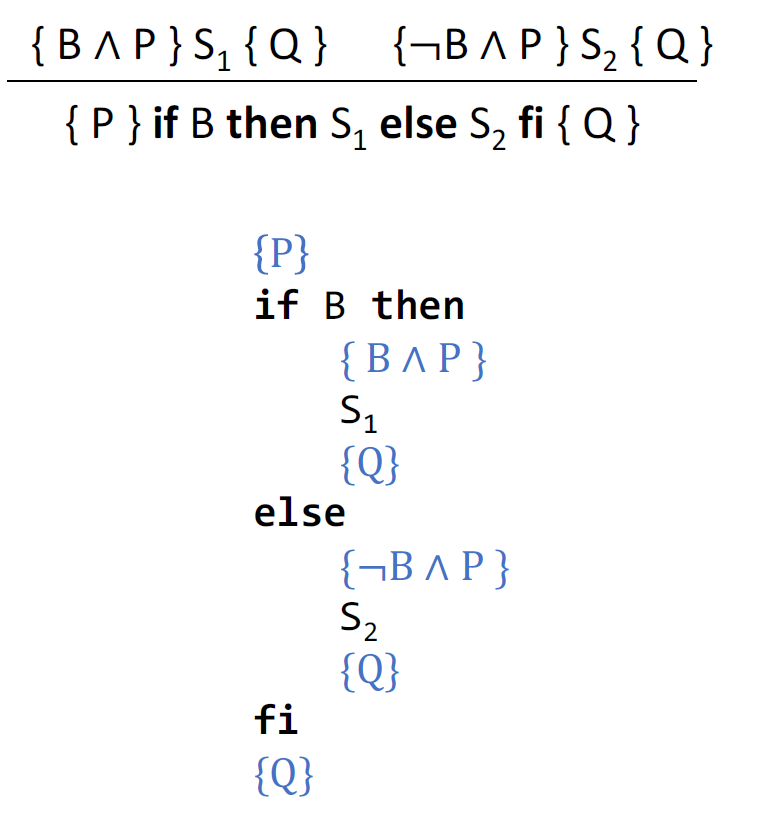 { B ∧ P } S₁ { Q } {¬B ∧ P } S₂ { Q }
{ P } if B then S₁ else S₂ fi { Q }
{P}
if B then
{ B ∧ P }
S₁
{Q}
else
{¬B ∧ P }
S₂
{Q}
fi
{Q}